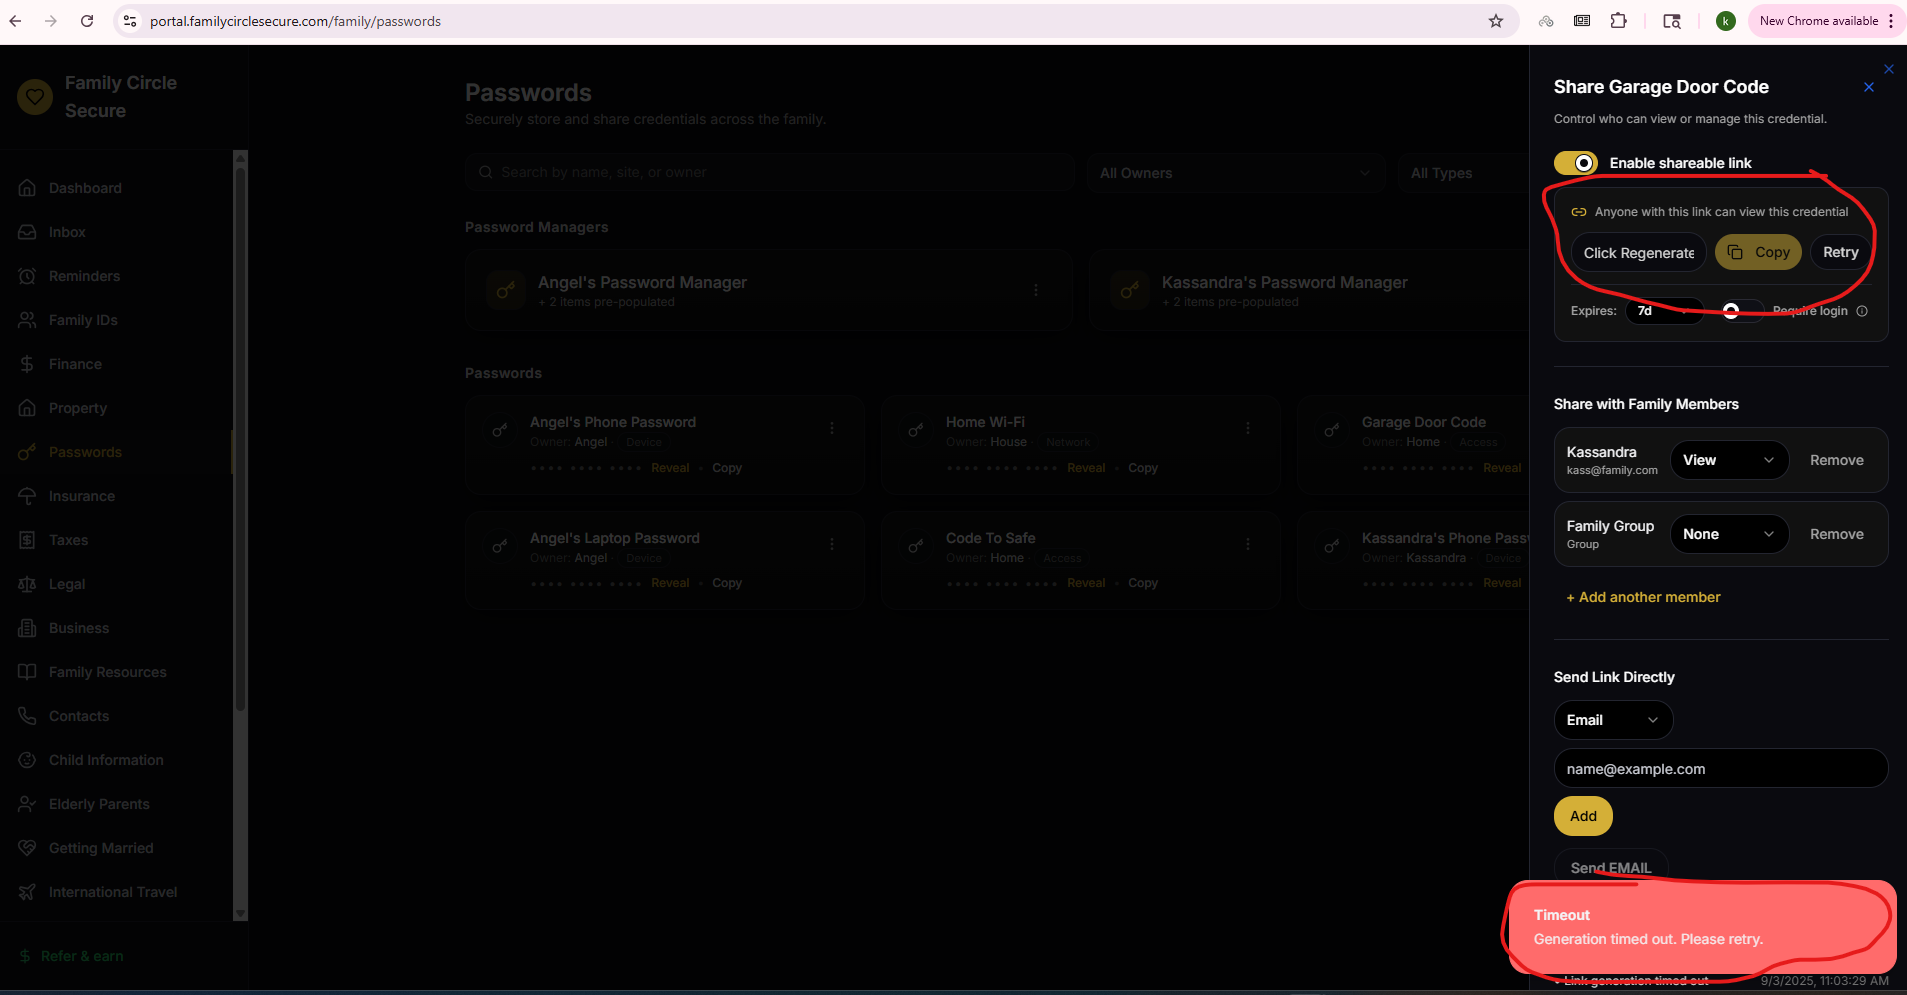 portal.familycirclesecure.com/family/passwords
k
New Chrome available
Family Circle
Secure
Dashboard
Inbox
Reminders
Family IDs
Finance
Property
Passwords
Insurance
Taxes
Legal
Business
Family Resources
Contacts
Child Information
Elderly Parents
Getting Married
International Travel
$ Refer & earn
Passwords
Securely store and share credentials across the family.
Search by name, site, or owner
All Owners
All Types
Password Managers
Angel's Password Manager
+ 2 items pre-populated
Kassandra's Password Manager
+ 2 items pre-populated
Passwords
Angel's Phone Password
Owner: Angel · Device
•••• •••• •••• Reveal • Copy
Home Wi-Fi
Owner: House · Network
•••• •••• •••• Reveal • Copy
Garage Door Code
Owner: Home · Access
•••• •••• •••• Reveal
Angel's Laptop Password
Owner: Angel · Device
•••• •••• •••• Reveal • Copy
Code To Safe
Owner: Home · Access
•••• •••• •••• Reveal • Copy
Kassandra's Phone Pass
Owner: Kassandra · Device
•••• •••• •••• Reveal
Share Garage Door Code
Control who can view or manage this credential.
Enable shareable link
Anyone with this link can view this credential
Click Regenerate
Copy
Retry
Expires: 7d Require login
Share with Family Members
Kassandra
kass@family.com
View
Remove
Family Group
Group
None
Remove
+ Add another member
Send Link Directly
Email
name@example.com
Add
Send EMAIL
Timeout
Generation timed out. Please retry.
• Link generation timed out 9/3/2025, 11:03:29 AM